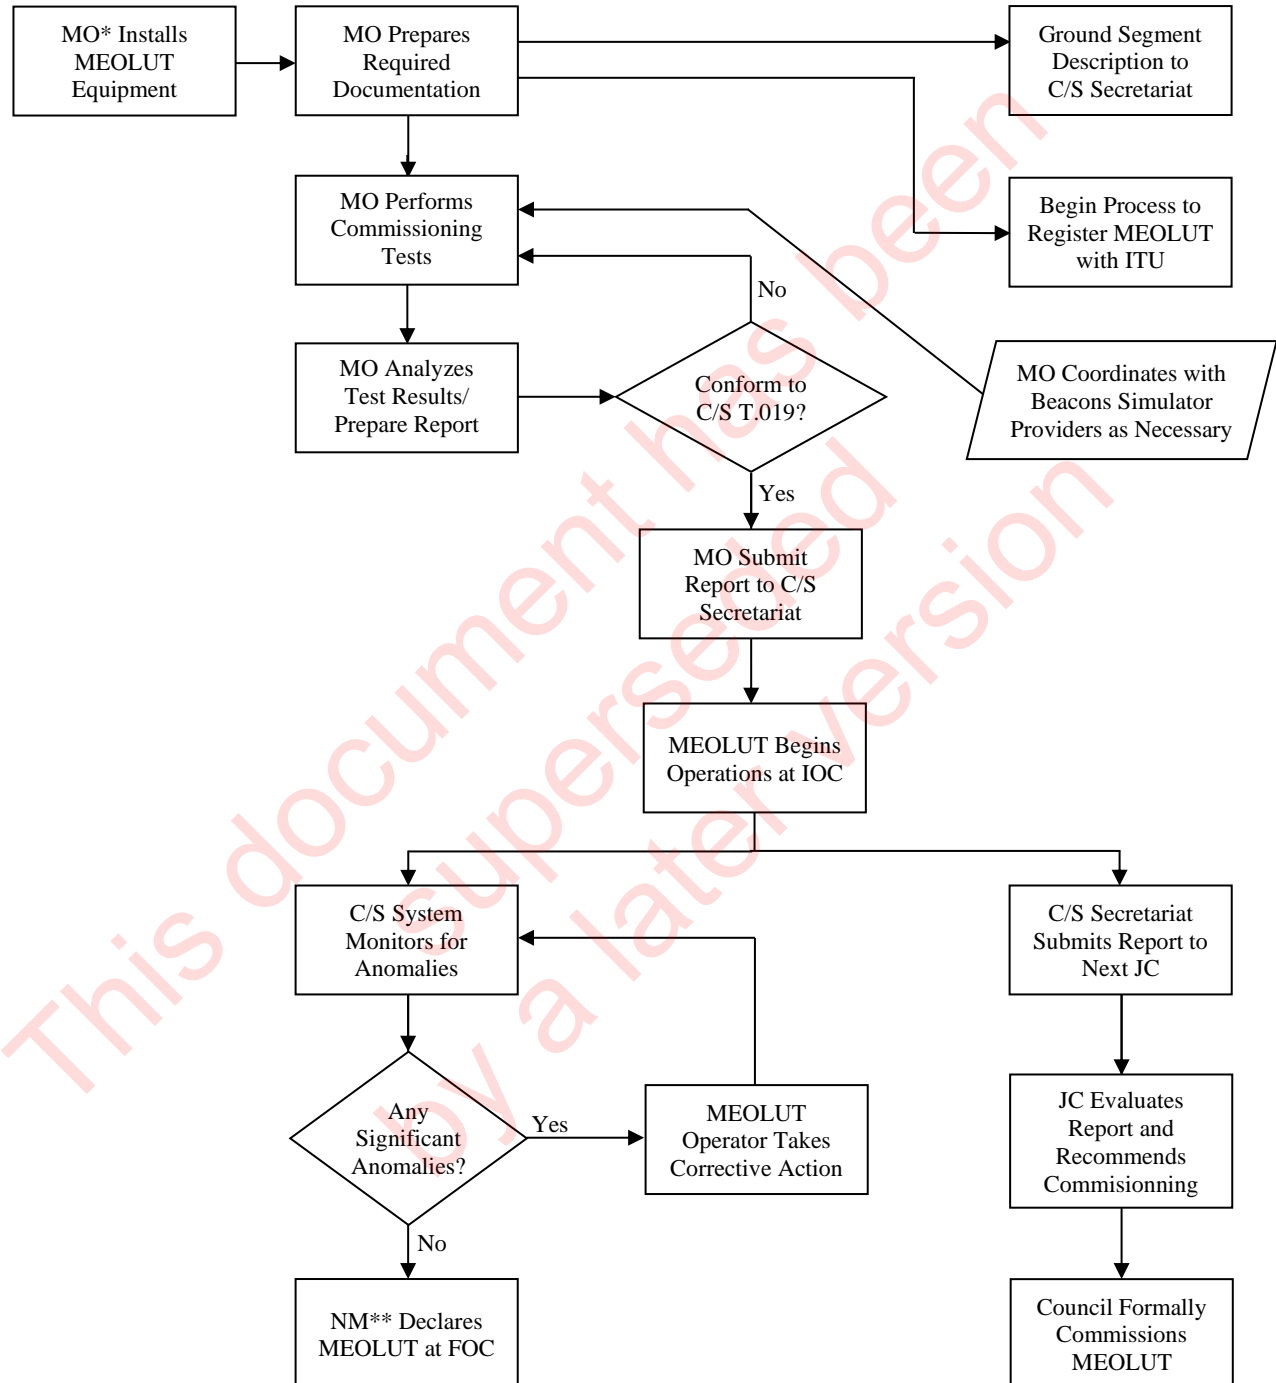 MO* Installs
MEOLUT
Equipment
MO Prepares
Required
Documentation
Ground Segment
Description to
C/S Secretariat
MO Performs
Commissioning
Tests
Begin Process to
Register MEOLUT
with ITU
No
MO Analyzes
Test Results/
Prepare Report
Conform to
C/S T.019?
MO Coordinates with
Beacons Simulator
Providers as Necessary
Yes
MO Submit
Report to C/S
Secretariat
MEOLUT Begins
Operations at IOC
C/S System
Monitors for
Anomalies
C/S Secretariat
Submits Report to
Next JC
Any
Significant
Anomalies?
Yes
MEOLUT
Operator Takes
Corrective Action
JC Evaluates
Report and
Recommends
Commisionning
No
NM** Declares
MEOLUT at FOC
Council Formally
Commissions
MEOLUT
This document has been
superseded
by a later version